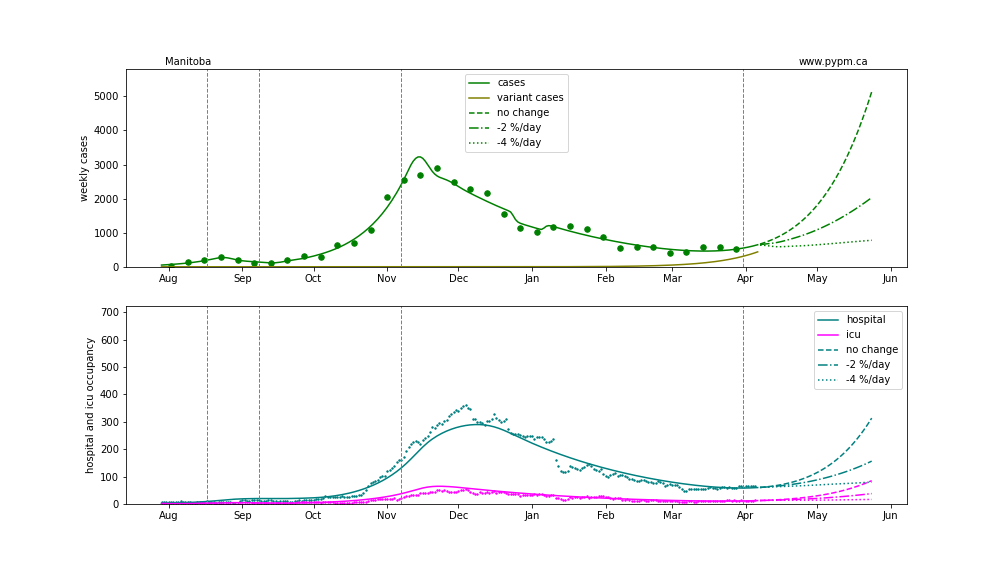 Manitoba
www.pypm.ca
weekly cases
5000
4000
3000
2000
1000
0
cases
variant cases
no change
-2 %/day
-4 %/day
Aug Sep Oct Nov Dec Jan Feb Mar Apr May Jun
hospital and icu occupancy
700
600
500
400
300
200
100
0
hospital
icu
no change
-2 %/day
-4 %/day
Aug Sep Oct Nov Dec Jan Feb Mar Apr May Jun